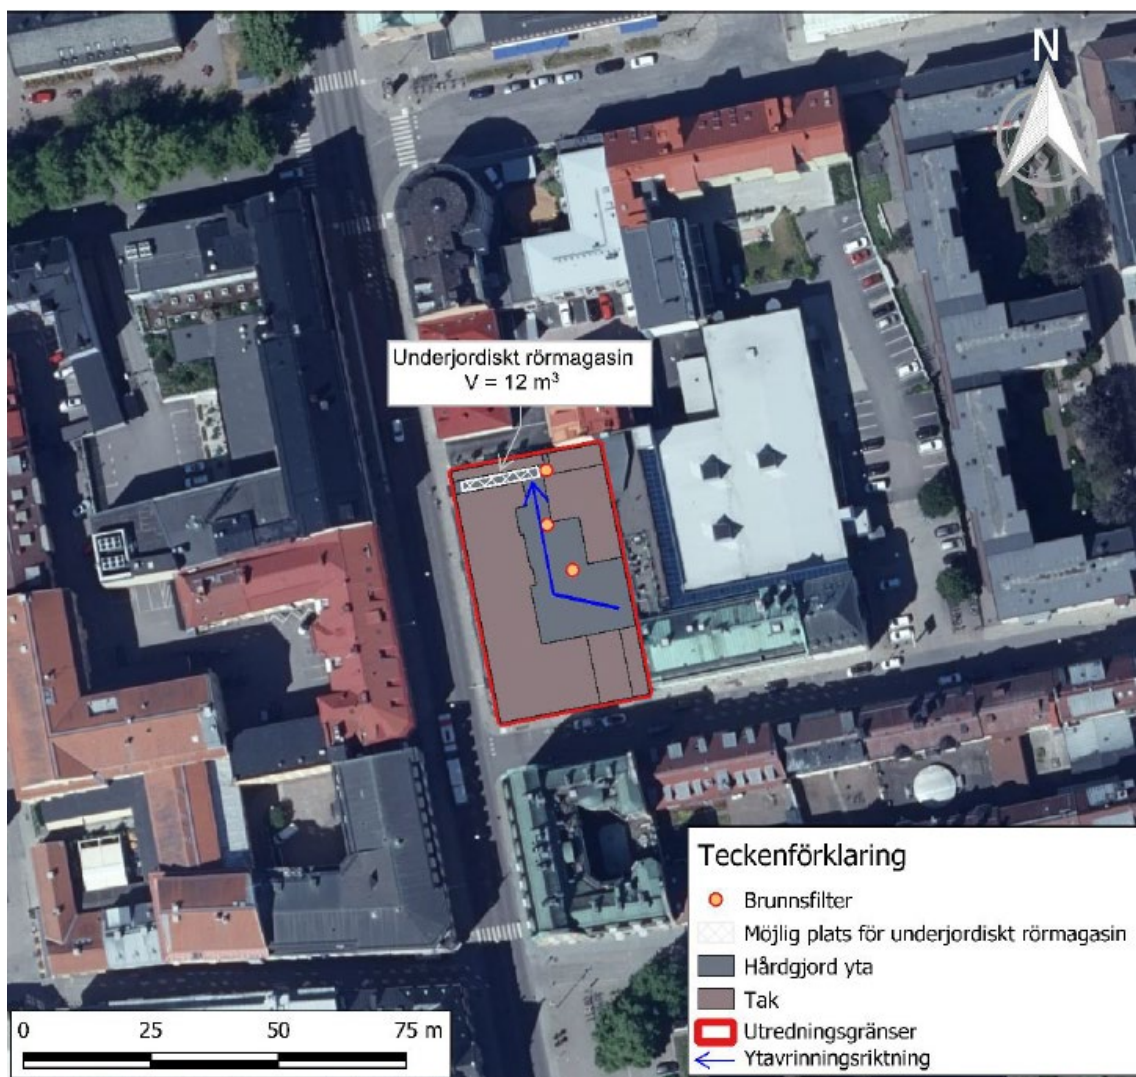 N
Underjordiskt rörmagasin
V = 12 m³
Teckenförklaring
Brunnsfilter
Möjlig plats för underjordiskt rörmagasin
Hårdgjord yta
Tak
Utredningsgränser
Ytavrinningsriktning
0 25 50 75 m